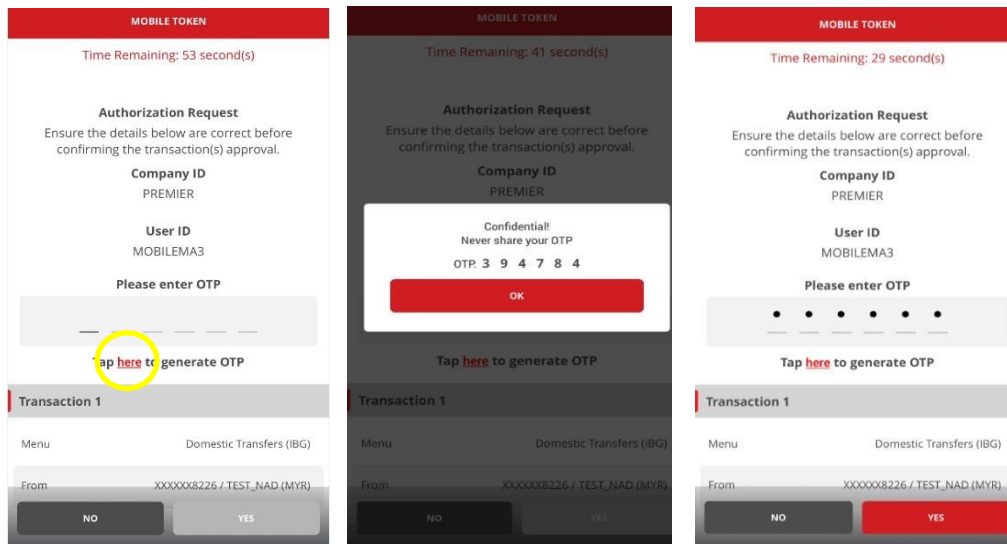 MOBILE TOKEN
Time Remaining: 53 second(s)
Authorization Request
Ensure the details below are correct before
confirming the transaction(s) approval.
Company ID
PREMIER
User ID
MOBILEMA3
Please enter OTP
Tap here to generate OTP
Transaction 1
Menu Domestic Transfers (IBG)
From XXXXXX8226 / TEST_NAD (MYR)
NO YES
MOBILE TOKEN
Time Remaining: 41 second(s)
Authorization Request
Ensure the details below are correct before
confirming the transaction(s) approval.
Company ID
PREMIER
Confidential!
Never share your OTP
OTP: 3 9 4 7 8 4
OK
Tap here to generate OTP
Transaction 1
Menu Domestic Transfers (IBG)
From XXXXXX8226 / TEST_NAD (MYR)
NO YES
MOBILE TOKEN
Time Remaining: 29 second(s)
Authorization Request
Ensure the details below are correct before
confirming the transaction(s) approval.
Company ID
PREMIER
User ID
MOBILEMA3
Please enter OTP
Tap here to generate OTP
Transaction 1
Menu Domestic Transfers (IBG)
From XXXXXX8226 / TEST_NAD (MYR)
NO YES